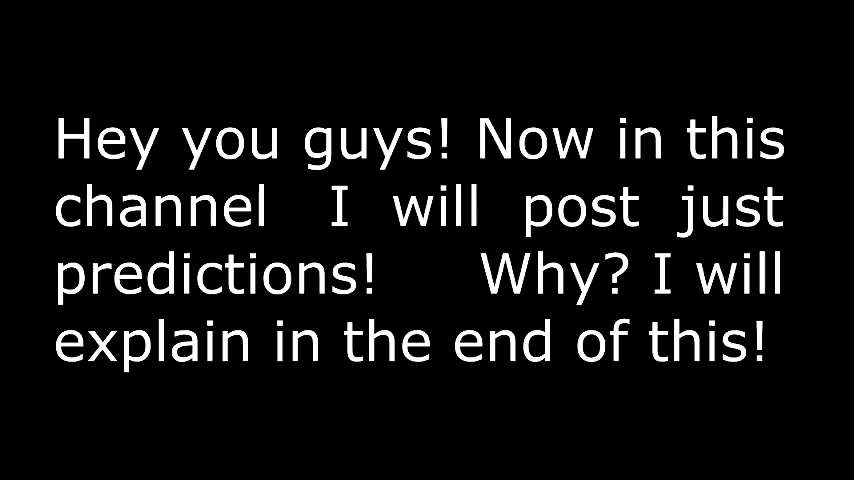 Hey you guys! Now in this
channel I will post just
predictions! Why? I will
explain in the end of this!